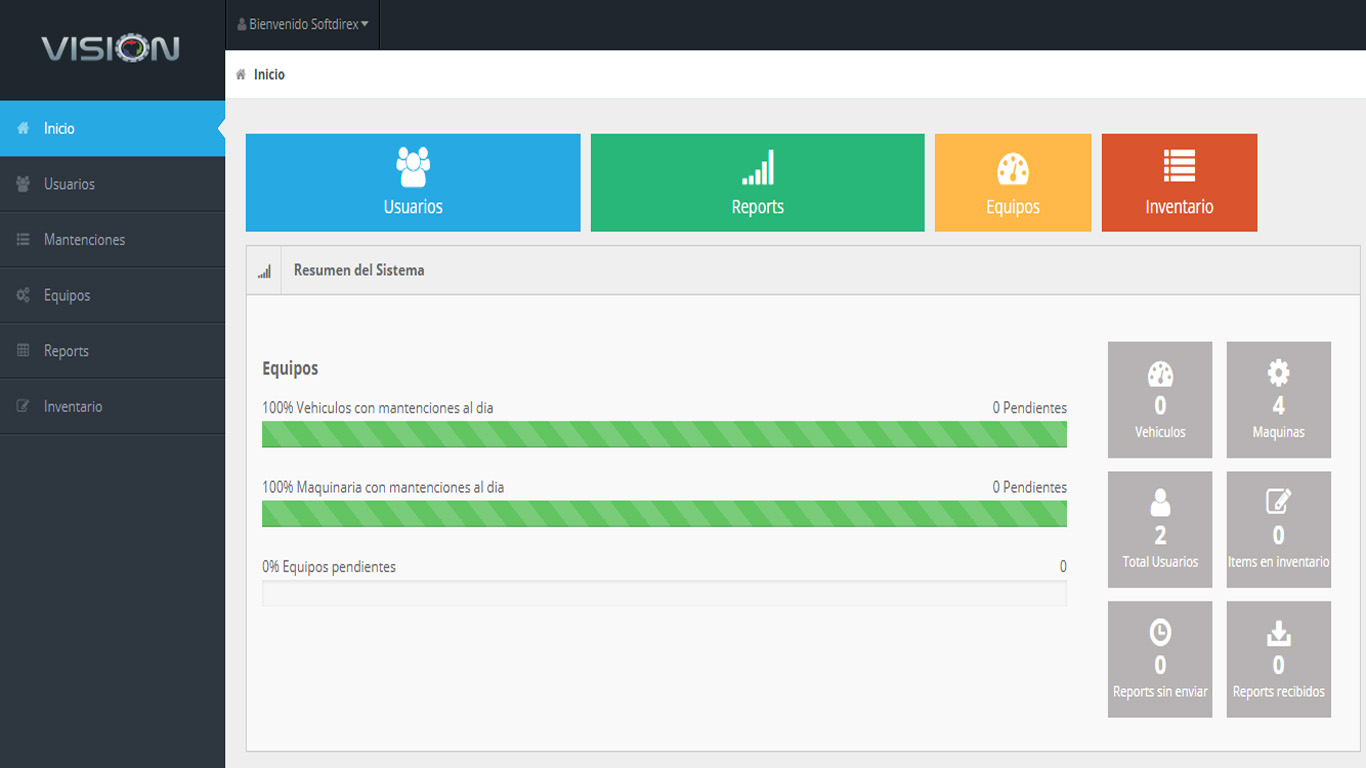 VISION
Bienvenido Softdirex
Inicio
Inicio
Usuarios
Mantenciones
Equipos
Reports
Inventario
Usuarios
Reports
Equipos
Inventario
Resumen del Sistema
Equipos
100% Vehiculos con mantenciones al dia
0 Pendientes
100% Maquinaria con mantenciones al dia
0 Pendientes
0% Equipos pendientes
0
0
Vehiculos
4
Maquinas
2
Total Usuarios
0
Items en inventario
0
Reports sin enviar
0
Reports recibidos